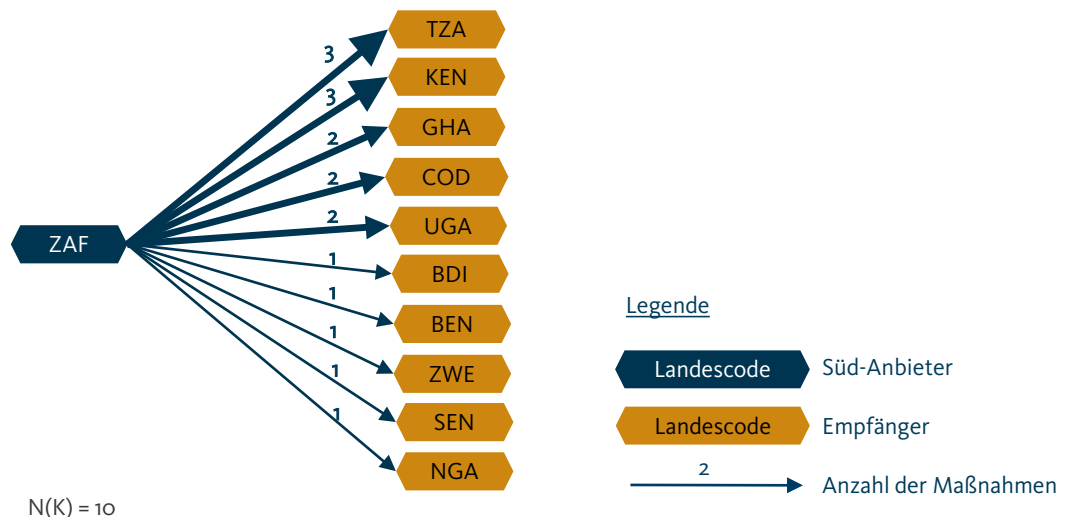 TZA
3
KEN
3
GHA
2
COD
2
UGA
2
ZAF
BDI
1
BEN
1
ZWE
1
SEN
1
NGA
1
N(K) = 10
Legende
Landescode Süd-Anbieter
Landescode Empfänger
2
Anzahl der Maßnahmen